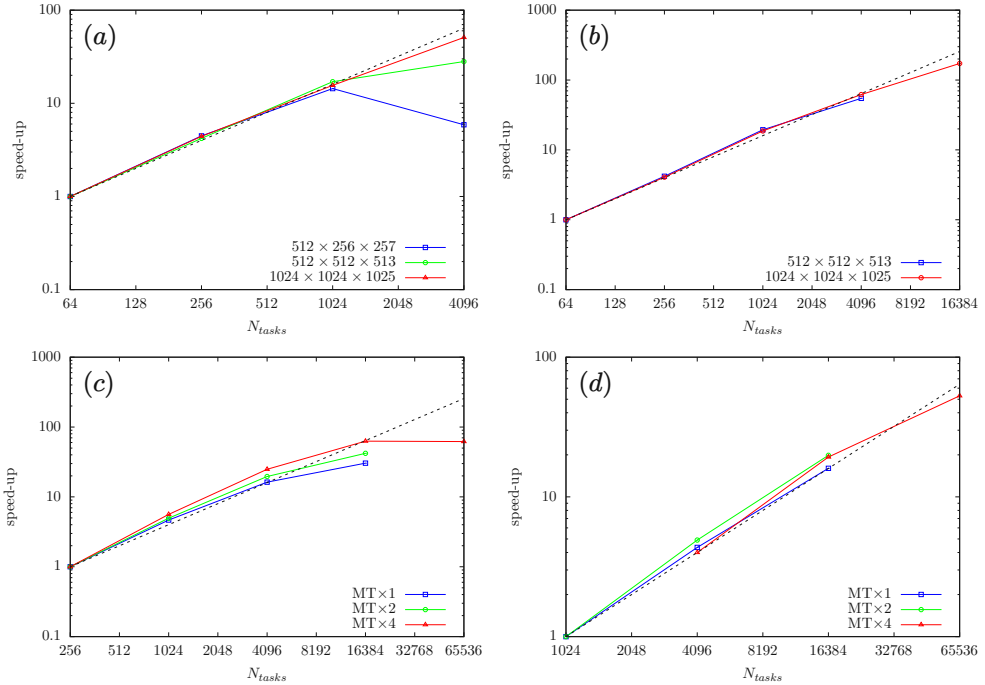 (a)
speed-up
100
10
1
0.1
64 128 256 512 1024 2048 4096
N_tasks
512 × 256 × 257
512 × 512 × 513
1024 × 1024 × 1025
(b)
speed-up
1000
100
10
1
0.1
64 128 256 512 1024 2048 4096 8192 16384
N_tasks
512 × 512 × 513
1024 × 1024 × 1025
(c)
speed-up
1000
100
10
1
0.1
256 512 1024 2048 4096 8192 16384 32768 65536
N_tasks
MT×1
MT×2
MT×4
(d)
speed-up
100
10
1
1024 2048 4096 8192 16384 32768 65536
N_tasks
MT×1
MT×2
MT×4